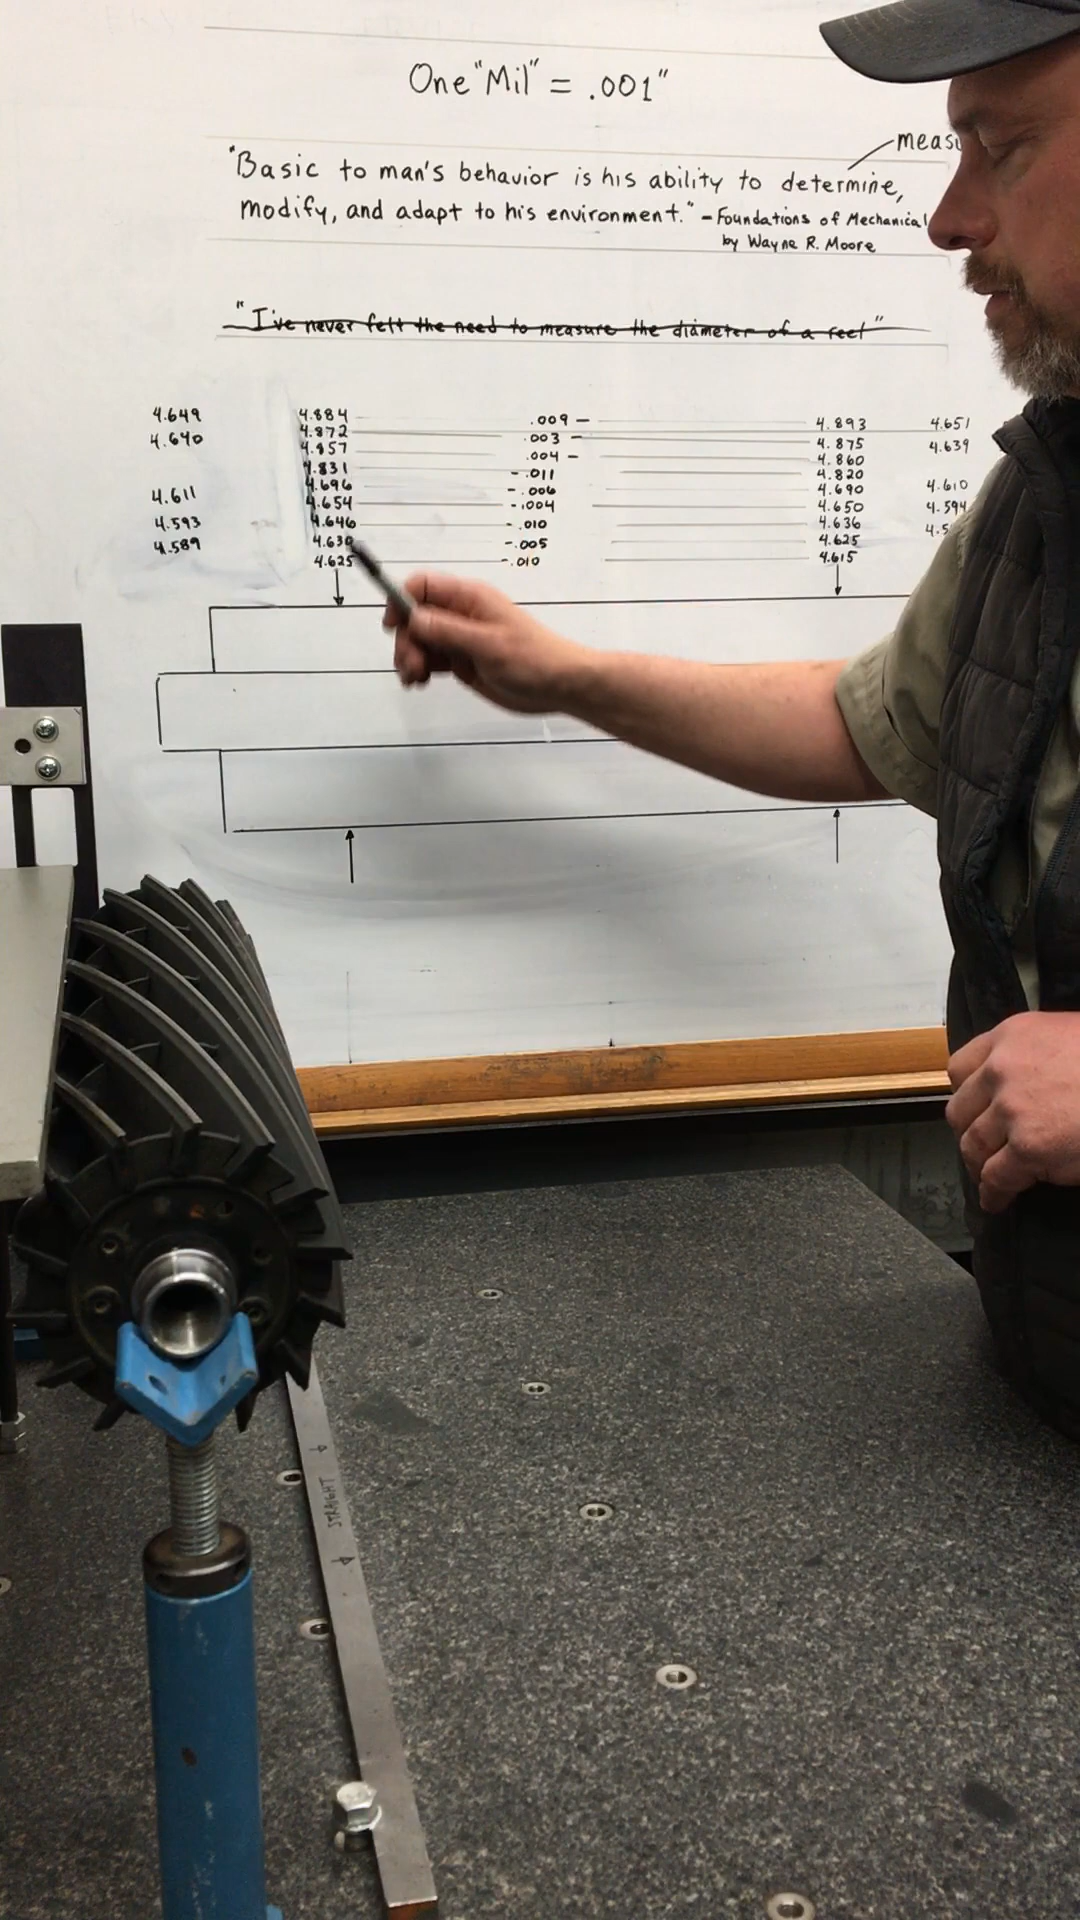 One "Mil" = .001"
measu
"Basic to man's behavior is his ability to determine,
modify, and adapt to his environment." - Foundations of Mechanical
by Wayne R. Moore
"I've never felt the need to measure the diameter of a reel"
4.649 4.884 .009 - 4.893 4.651
4.640 4.872 .003 - 4.875 4.639
4.857 .004 - 4.860
4.831 -.011 4.820
4.611 4.696 -.006 4.690 4.610
4.654 -.004 4.650 4.594
4.593 4.646 -.010 4.636 4.5
4.589 4.630 -.005 4.625
4.625 -.010 4.615
STRAIGHT